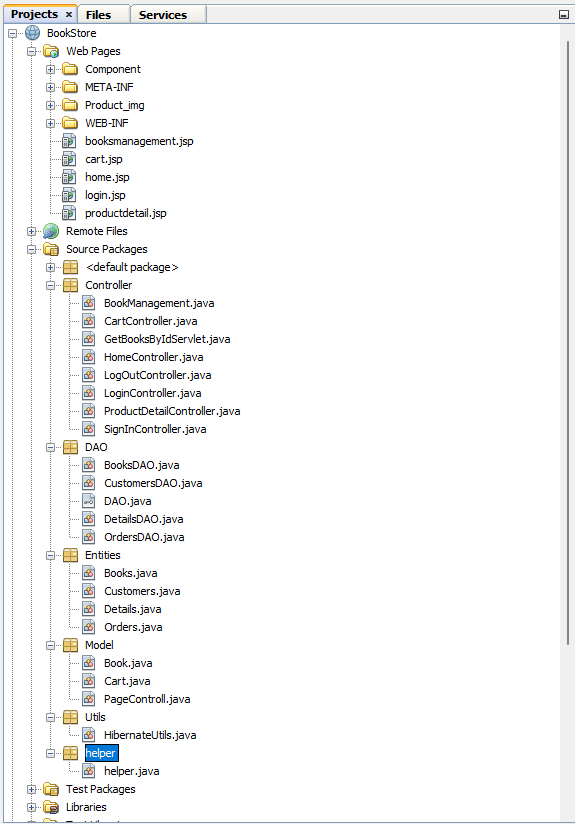 Projects × Files Services
BookStore
Web Pages
Component
META-INF
Product_img
WEB-INF
booksmanagement.jsp
cart.jsp
home.jsp
login.jsp
productdetail.jsp
Remote Files
Source Packages
<default package>
Controller
BookManagement.java
CartController.java
GetBooksByIdServlet.java
HomeController.java
LogOutController.java
LoginController.java
ProductDetailController.java
SignInController.java
DAO
BooksDAO.java
CustomersDAO.java
DAO.java
DetailsDAO.java
OrdersDAO.java
Entities
Books.java
Customers.java
Details.java
Orders.java
Model
Book.java
Cart.java
PageControll.java
Utils
HibernateUtils.java
helper
helper.java
Test Packages
Libraries